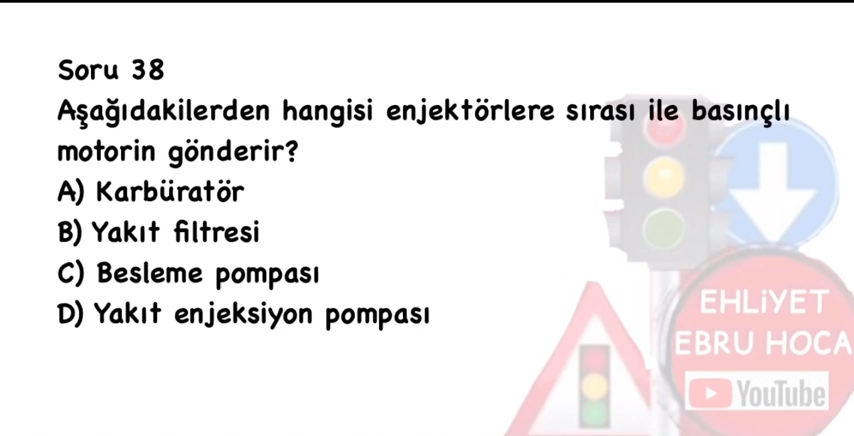 Soru 38
Aşağıdakilerden hangisi enjektörlere sırası ile basınçlı
motorin gönderir?
A) Karbüratör
B) Yakıt filtresi
C) Besleme pompası
D) Yakıt enjeksiyon pompası
EHLİYET
EBRU HOCA
YouTube